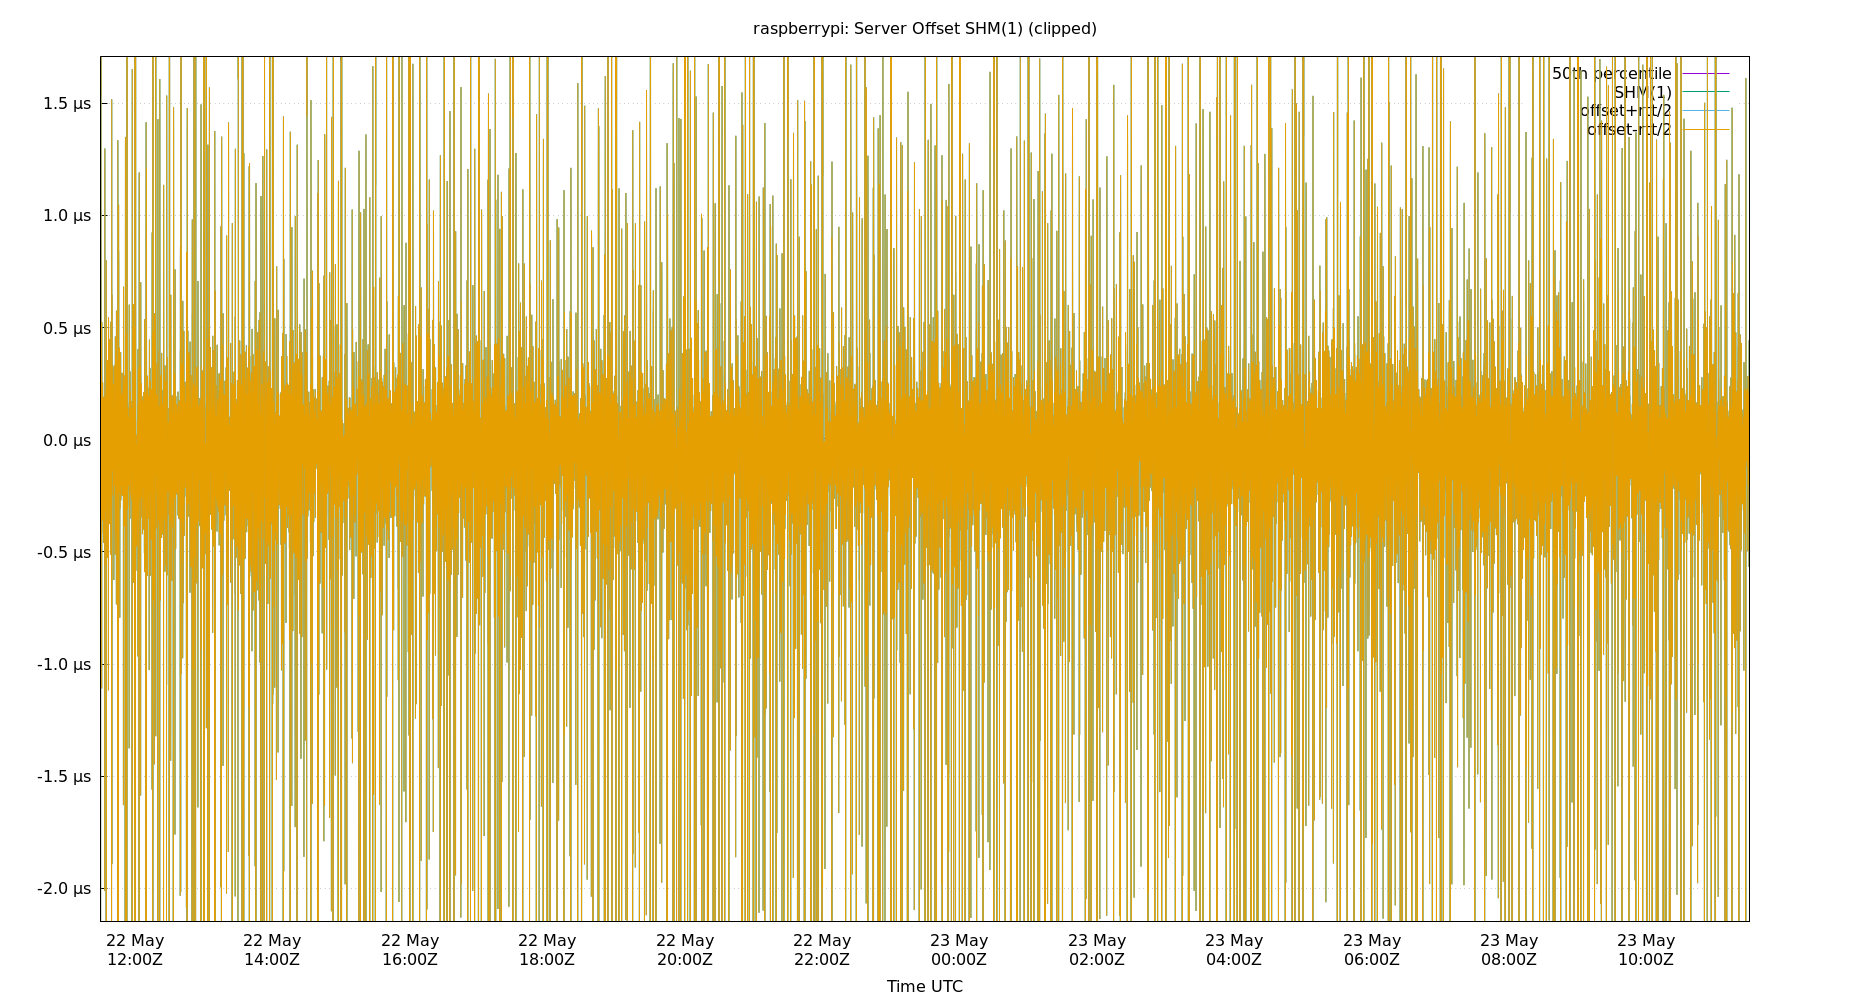 raspberrypi: Server Offset SHM(1) (clipped)
50th percentile
SHM(1)
offset+rtt/2
offset-rtt/2
1.5 µs
1.0 µs
0.5 µs
0.0 µs
-0.5 µs
-1.0 µs
-1.5 µs
-2.0 µs
22 May 22 May 22 May 22 May 22 May 22 May 23 May 23 May 23 May 23 May 23 May 23 May
12:00Z 14:00Z 16:00Z 18:00Z 20:00Z 22:00Z 00:00Z 02:00Z 04:00Z 06:00Z 08:00Z 10:00Z
Time UTC